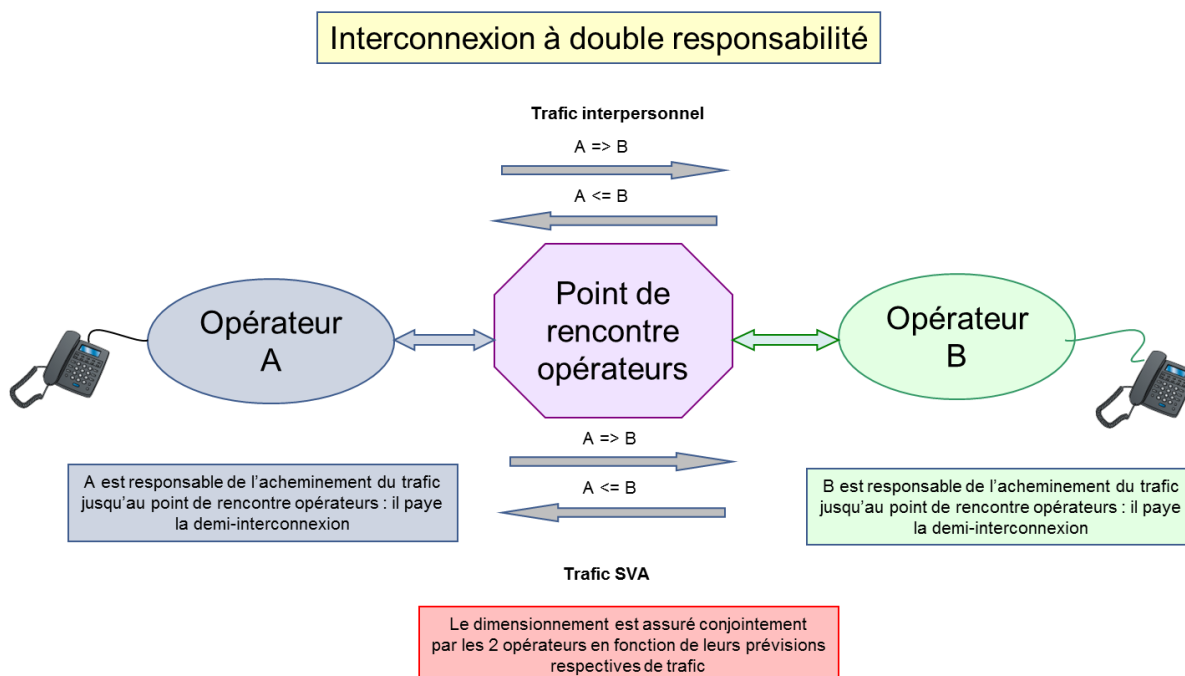 Interconnexion à double responsabilité
Trafic interpersonnel
A => B
A <= B
Opérateur
A
Point de
rencontre
opérateurs
Opérateur
B
A => B
A <= B
A est responsable de l’acheminement du trafic
jusqu’au point de rencontre opérateurs : il paye
la demi-interconnexion
B est responsable de l’acheminement du trafic
jusqu’au point de rencontre opérateurs : il paye
la demi-interconnexion
Trafic SVA
Le dimensionnement est assuré conjointement
par les 2 opérateurs en fonction de leurs prévisions
respectives de trafic